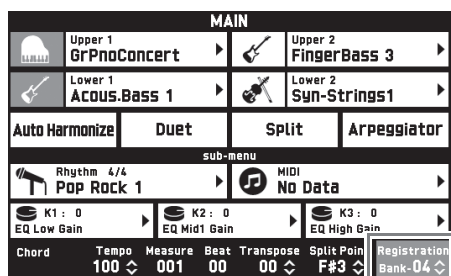 MAIN
Upper 1
GrPnoConcert
Upper 2
FingerBass 3
Lower 1
Acous.Bass 1
Lower 2
Syn-Strings1
Auto Harmonize Duet Split Arpeggiator
sub-menu
Rhythm 4/4
Pop Rock 1
MIDI
No Data
K1 : 0
EQ Low Gain
K2 : 0
EQ Mid1 Gain
K3 : 0
EQ High Gain
Chord Tempo Measure Beat Transpose Split Point Registration
100 001 00 00 F#3 Bank-04